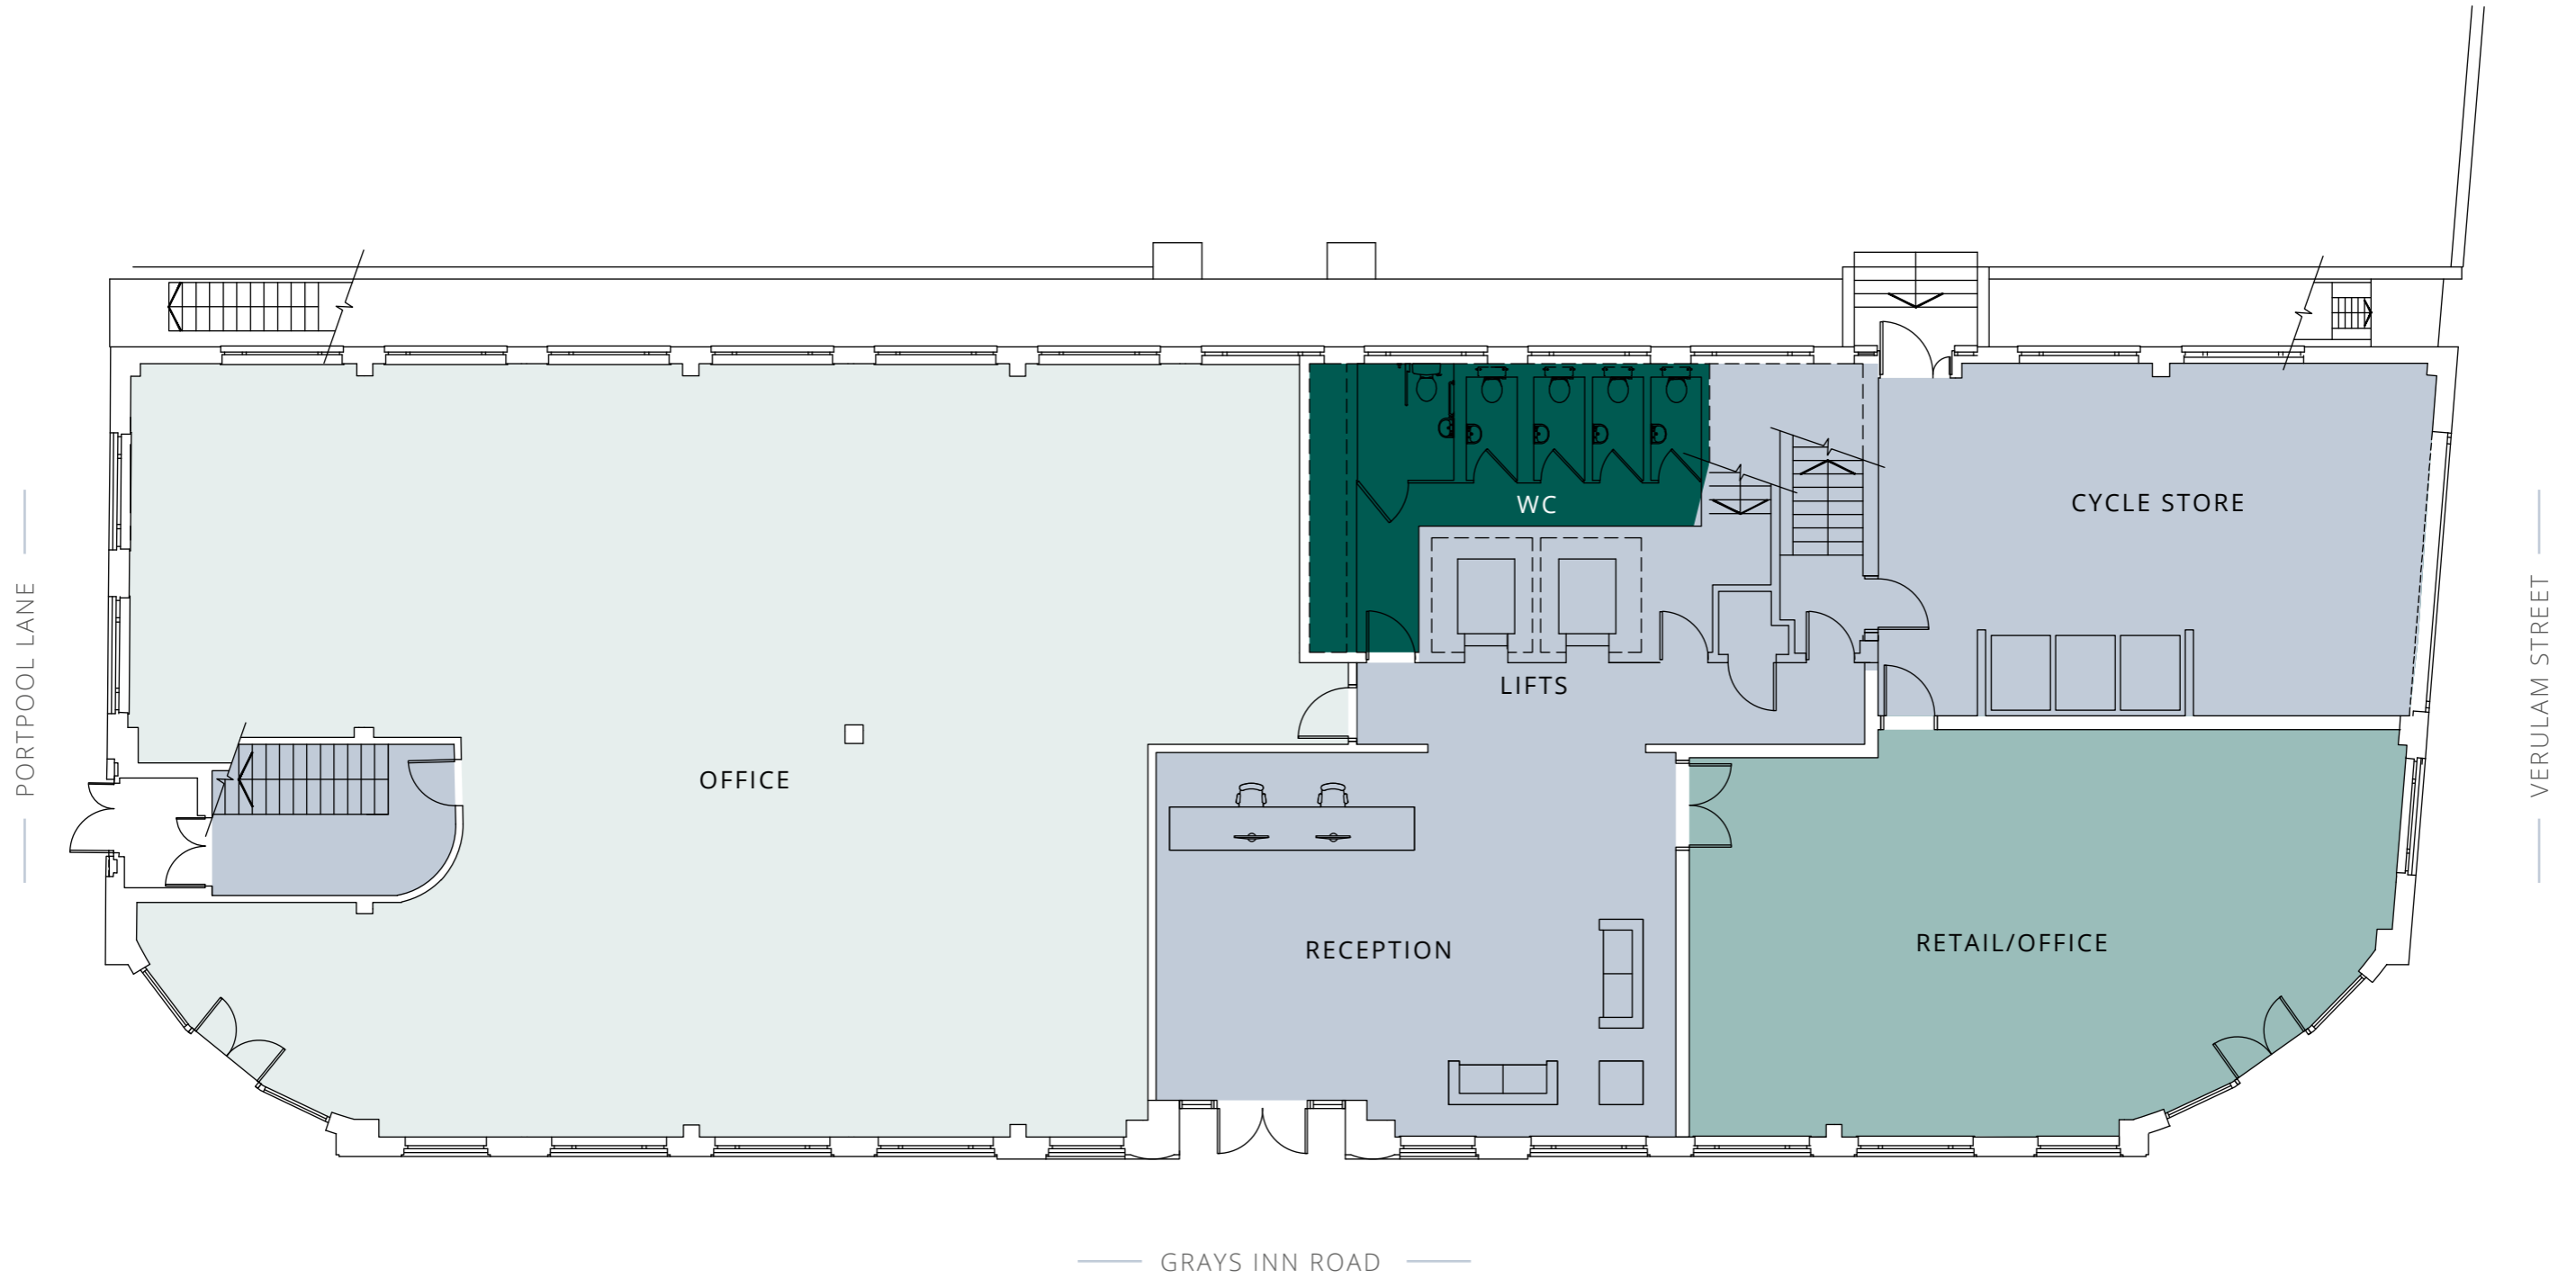 WC
CYCLE STORE
PORTPOOL LANE
VERULAM STREET
LIFTS
OFFICE
RECEPTION
RETAIL/OFFICE
GRAYS INN ROAD